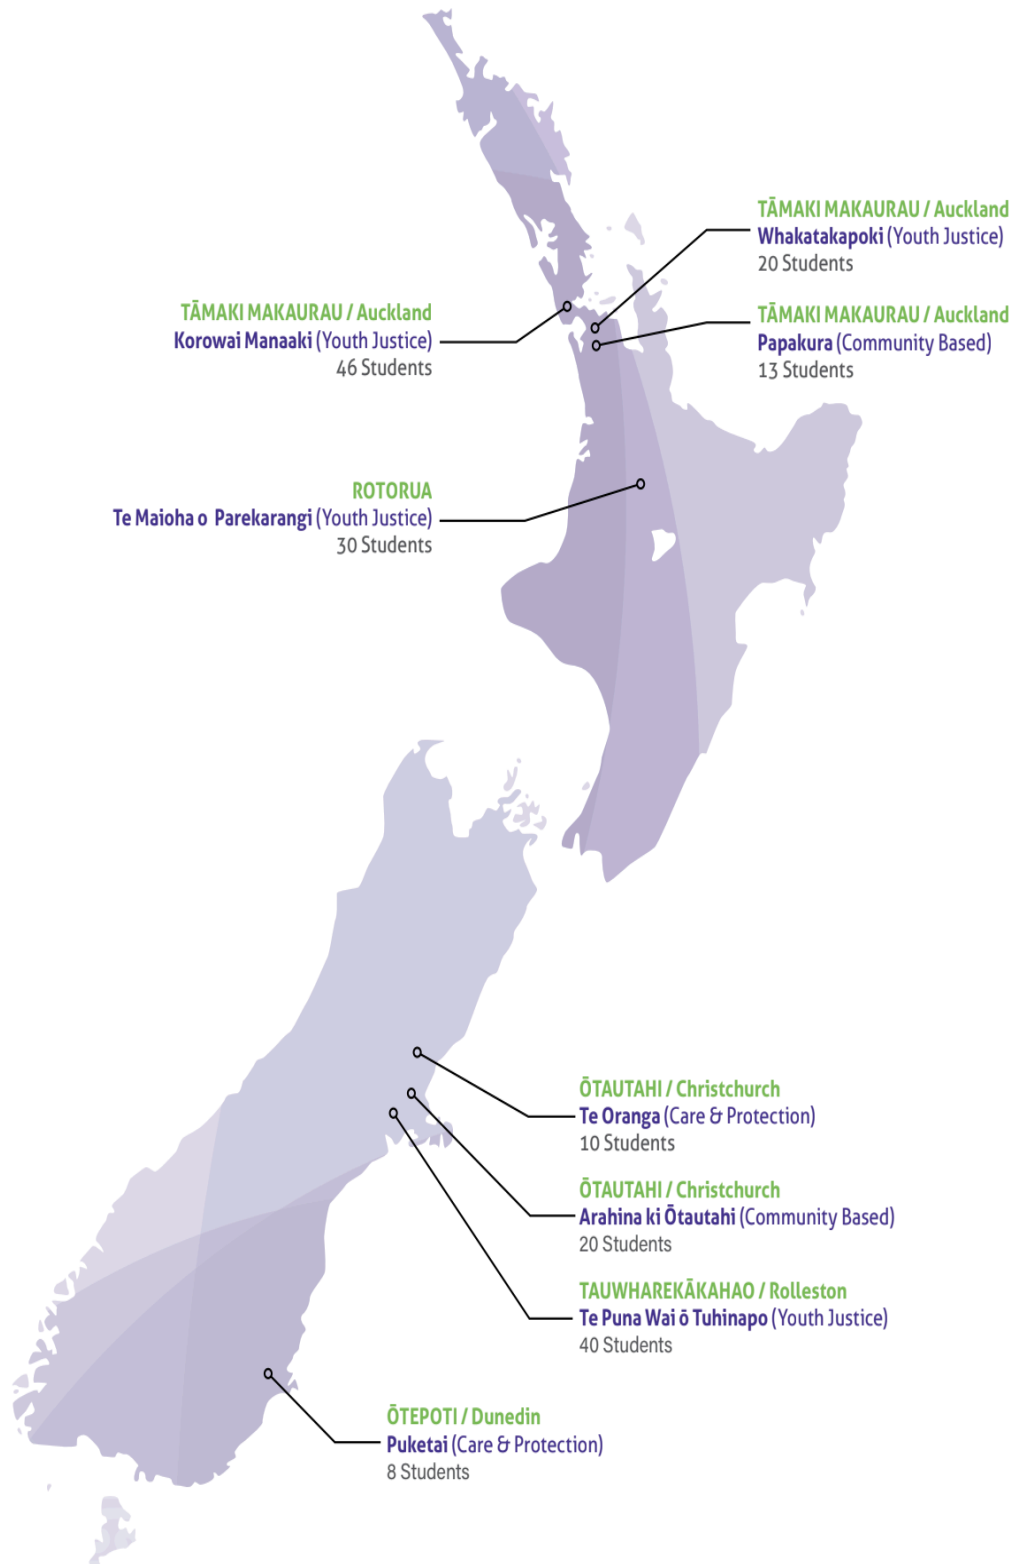 TĀMAKI MAKAURAU / Auckland
Whakatakapoki (Youth Justice)
20 Students
TĀMAKI MAKAURAU / Auckland
Korowai Manaaki (Youth Justice)
46 Students
TĀMAKI MAKAURAU / Auckland
Papakura (Community Based)
13 Students
ROTORUA
Te Maioha o Parekarangi (Youth Justice)
30 Students
ŌTAUTAHI / Christchurch
Te Oranga (Care & Protection)
10 Students
ŌTAUTAHI / Christchurch
Arahina ki Ōtautahi (Community Based)
20 Students
TAUWHAREKĀKAHAO / Rolleston
Te Puna Wai ō Tuhinapo (Youth Justice)
40 Students
ŌTEPOTI / Dunedin
Puketai (Care & Protection)
8 Students